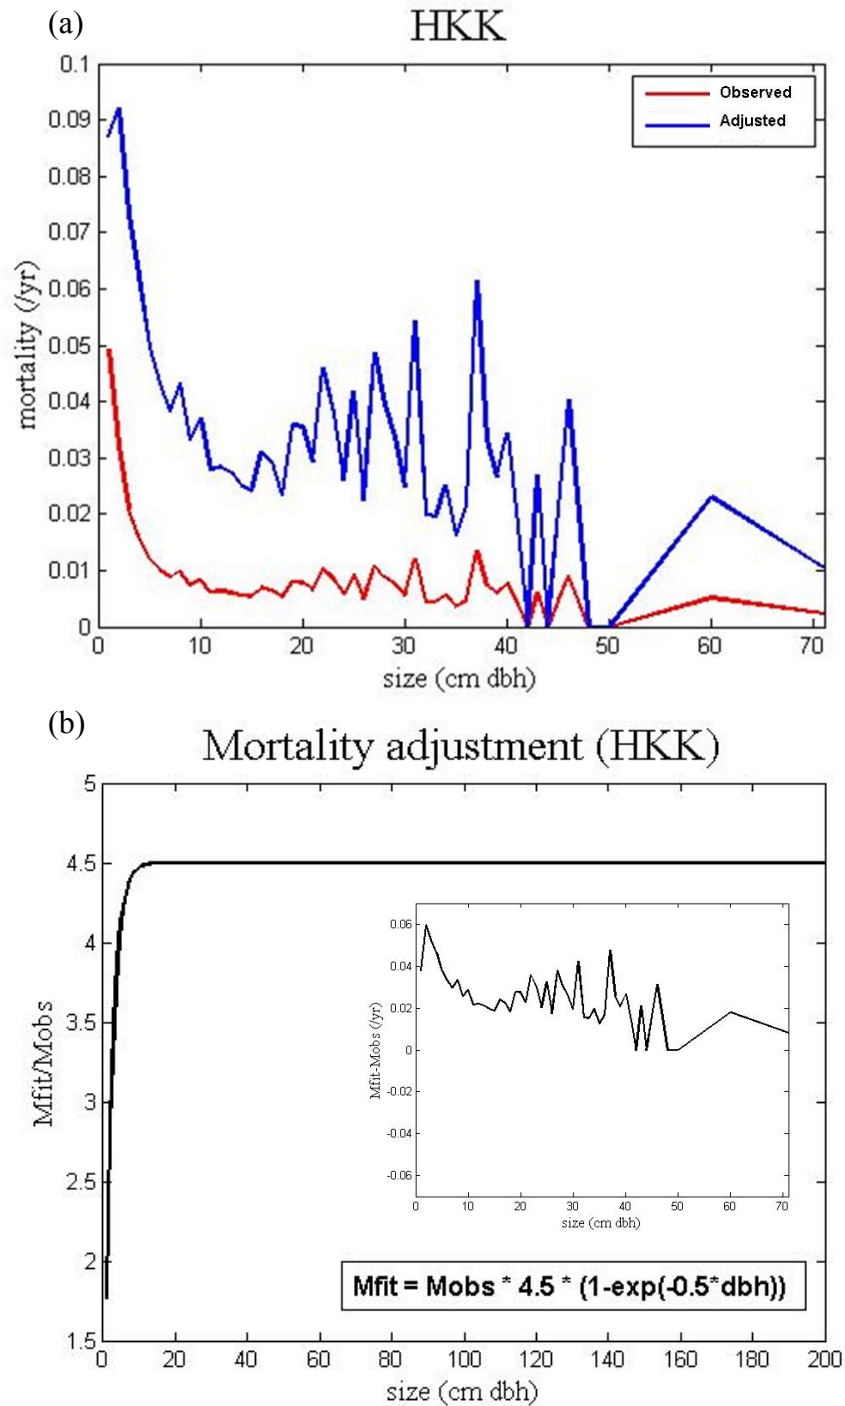 (a)
HKK
0.1
0.09
0.08
0.07
0.06
0.05
0.04
0.03
0.02
0.01
0
mortality (/yr)
Observed
Adjusted
0 10 20 30 40 50 60 70
size (cm dbh)
(b)
Mortality adjustment (HKK)
5
4.5
4
3.5
3
2.5
2
1.5
Mfit/Mobs
0.06
0.04
0.02
0
-0.02
-0.04
-0.06
Mfit-Mobs (/yr)
0 10 20 30 40 50 60 70
size (cm dbh)
Mfit = Mobs * 4.5 * (1-exp(-0.5*dbh))
0 20 40 60 80 100 120 140 160 180 200
size (cm dbh)